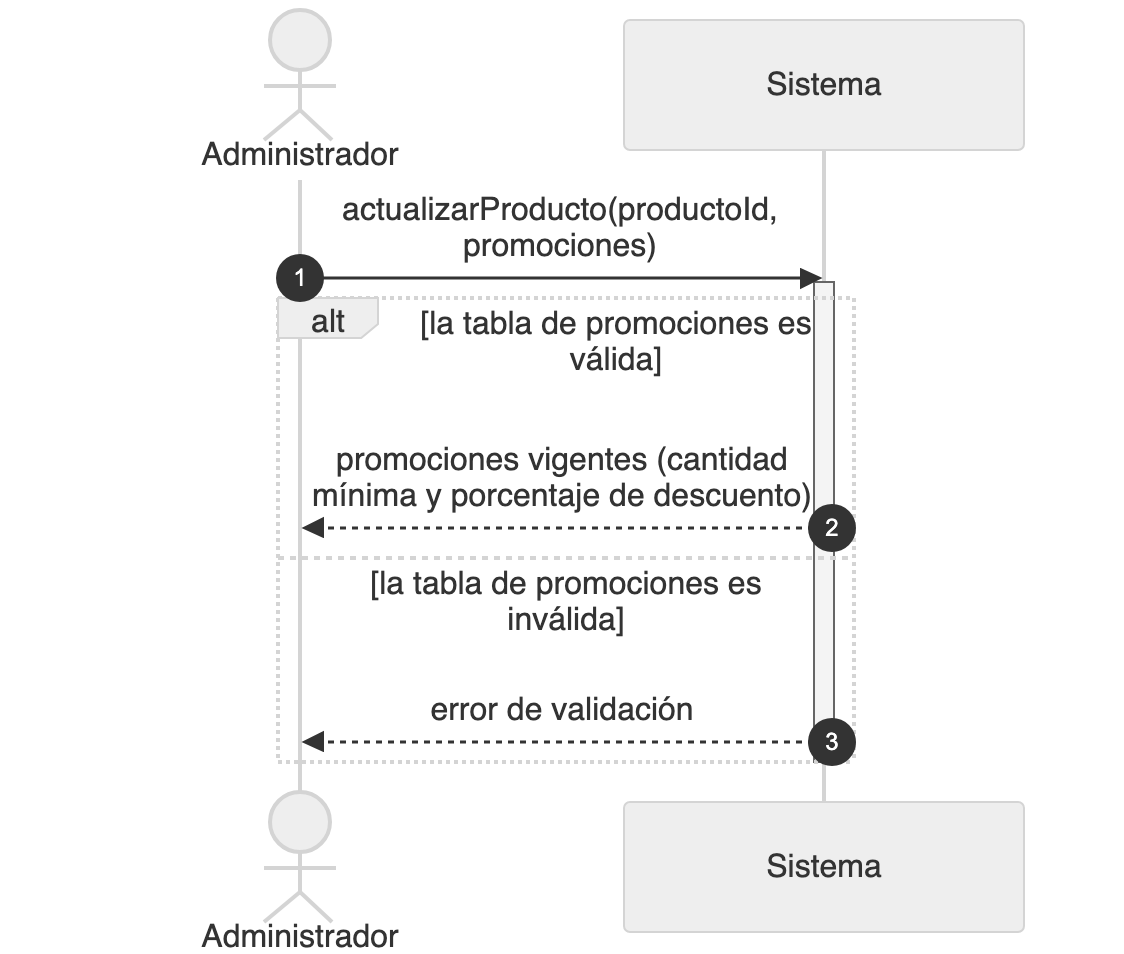 Sistema
Administrador
actualizarProducto(productoId,
promociones)
1
alt
[la tabla de promociones es
válida]
promociones vigentes (cantidad
mínima y porcentaje de descuento)
2
[la tabla de promociones es
inválida]
error de validación
3
Sistema
Administrador